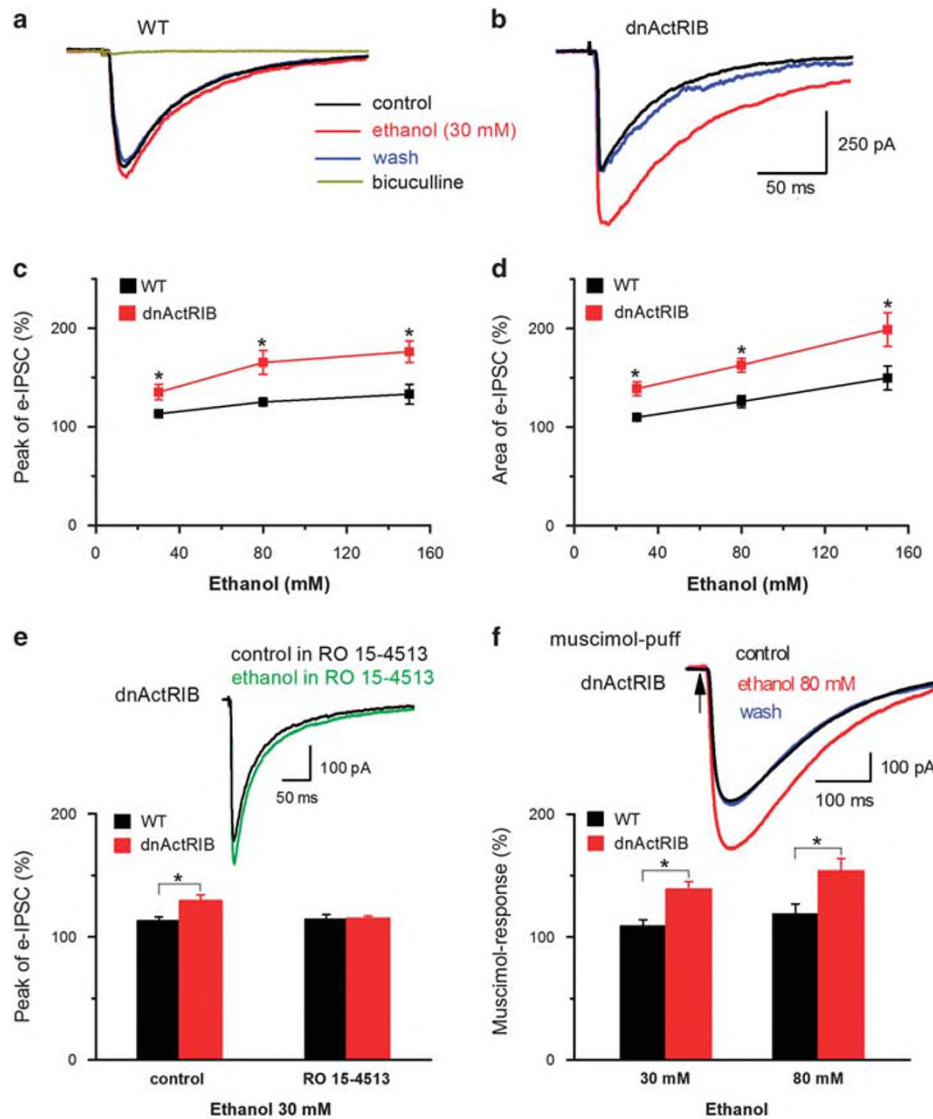 a
WT
control
ethanol (30 mM)
wash
bicuculline
b
dnActRIB
250 pA
50 ms
c
WT
dnActRIB
Peak of e-IPSC (%)
200
100
0
0 40 80 120 160
Ethanol (mM)
* * *
d
WT
dnActRIB
Area of e-IPSC (%)
200
100
0
0 40 80 120 160
Ethanol (mM)
* * *
e
control in RO 15-4513
ethanol in RO 15-4513
dnActRIB
100 pA
50 ms
WT
dnActRIB
Peak of e-IPSC (%)
200
100
0
*
control RO 15-4513
Ethanol 30 mM
f
muscimol-puff
control
dnActRIB
ethanol 80 mM
wash
100 pA
100 ms
WT
dnActRIB
Muscimol-response (%)
200
100
0
* *
30 mM 80 mM
Ethanol